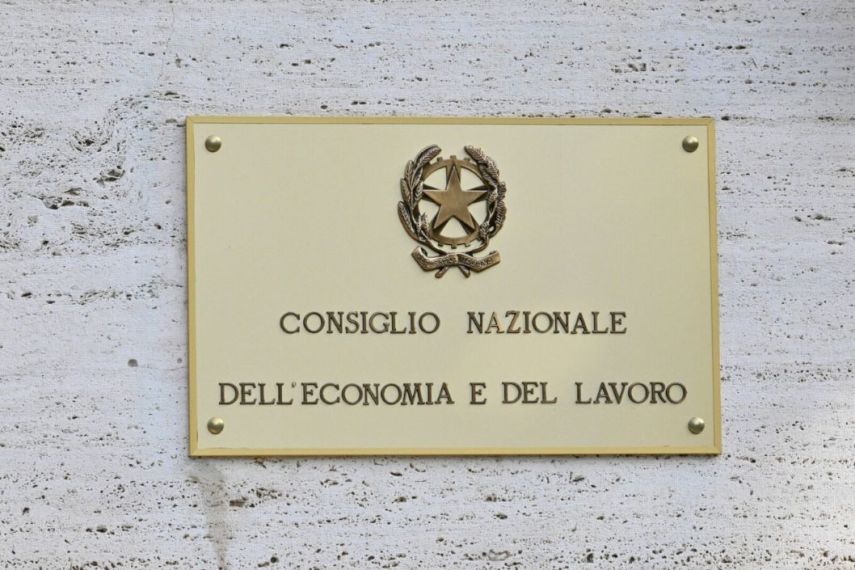 CONSIGLIO NAZIONALE
DELL'ECONOMIA E DEL LAVORO